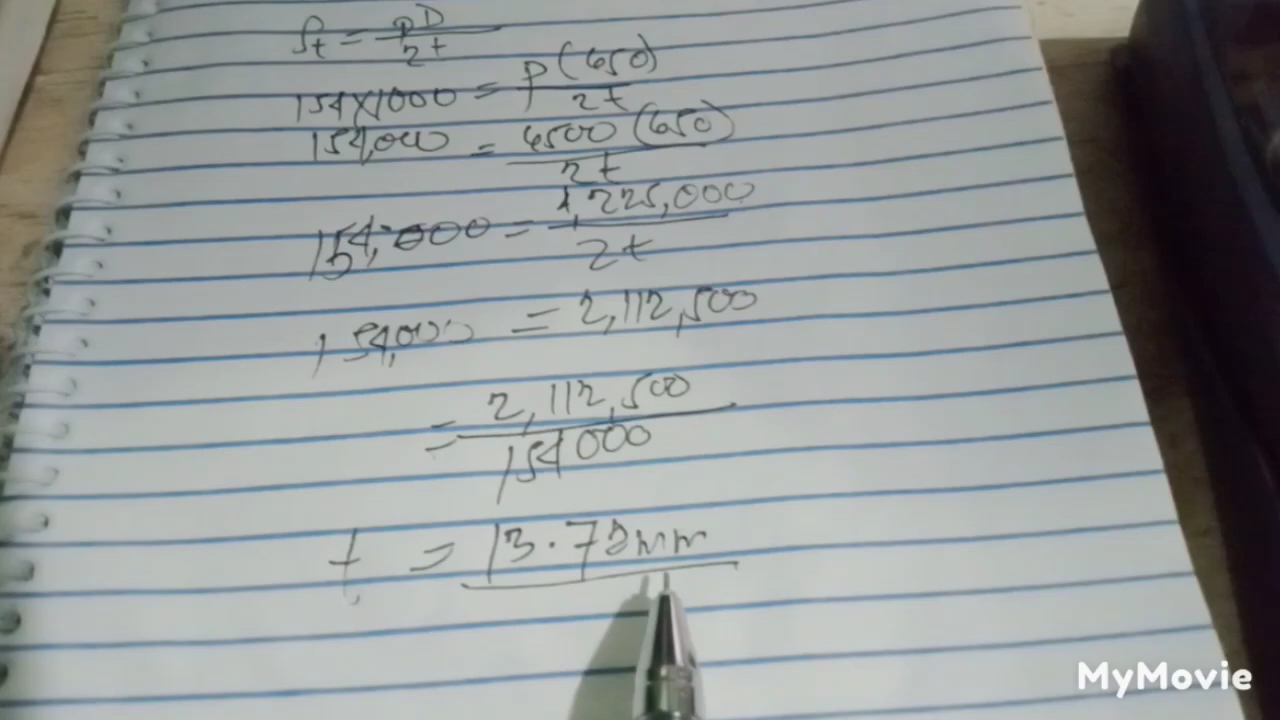 St = pD / 2t
154x1000 = P(650) / 2t
154,000 = 6500(650) / 2t
154,000 = 4,225,000 / 2t
154,000 = 2,112,500
= 2,112,500 / 154000
t = 13.72mm
MyMovie